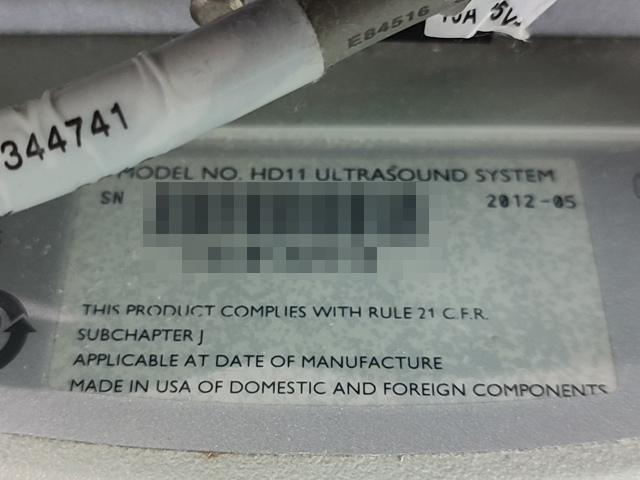 E84516
344741
MODEL NO. HD11 ULTRASOUND SYSTEM
SN 2012-05
THIS PRODUCT COMPLIES WITH RULE 21 C.F.R.
SUBCHAPTER J
APPLICABLE AT DATE OF MANUFACTURE
MADE IN USA OF DOMESTIC AND FOREIGN COMPONENTS